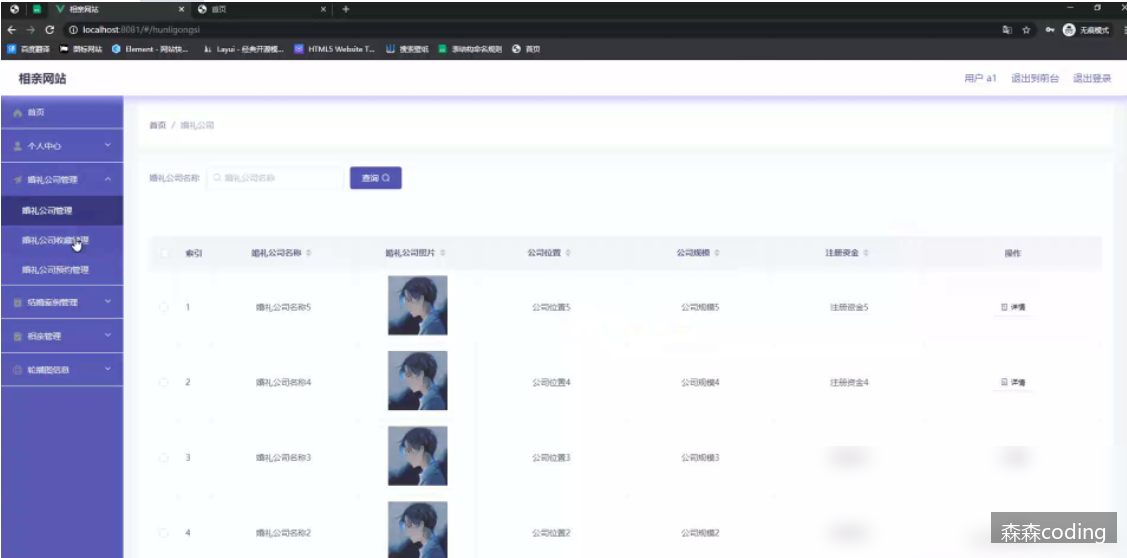 相亲网站
首页
localhost:8081/#/hunligongsi
无痕模式
百度翻译
图标网站
Element - 网站快...
Layui - 经典开源模...
HTML5 Website T...
搜索壁纸
首页
相亲网站
用户 a1 退出到前台 退出登录
首页
个人中心
婚礼公司管理
婚礼公司管理
婚礼公司收藏管理
婚礼公司预约管理
结婚案例管理
相亲管理
轮播图信息
首页 / 婚礼公司
婚礼公司名称 婚礼公司名称 查询
索引 婚礼公司名称 婚礼公司图片 公司位置 公司规模 注册资金 操作
1 婚礼公司名称5 公司位置5 公司规模5 注册资金5 详情
2 婚礼公司名称4 公司位置4 公司规模4 注册资金4 详情
3 婚礼公司名称3 公司位置3 公司规模3
4 婚礼公司名称2 公司位置2 公司规模2
森森coding